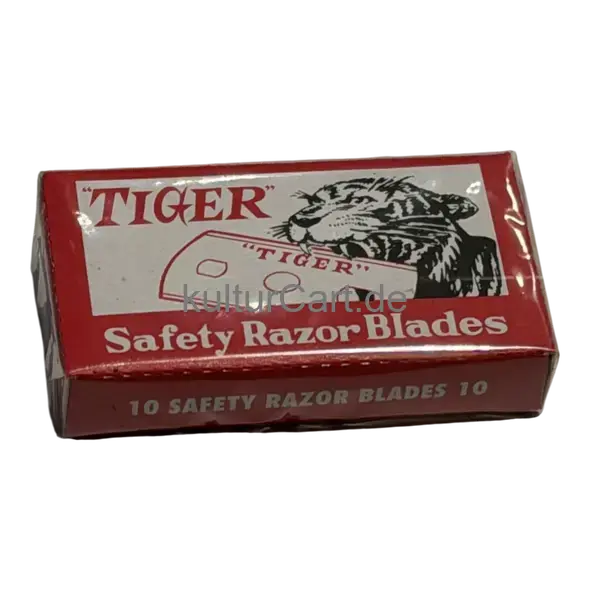 "TIGER"
"TIGER"
kulturCart.de
Safety Razor Blades
10 SAFETY RAZOR BLADES 10